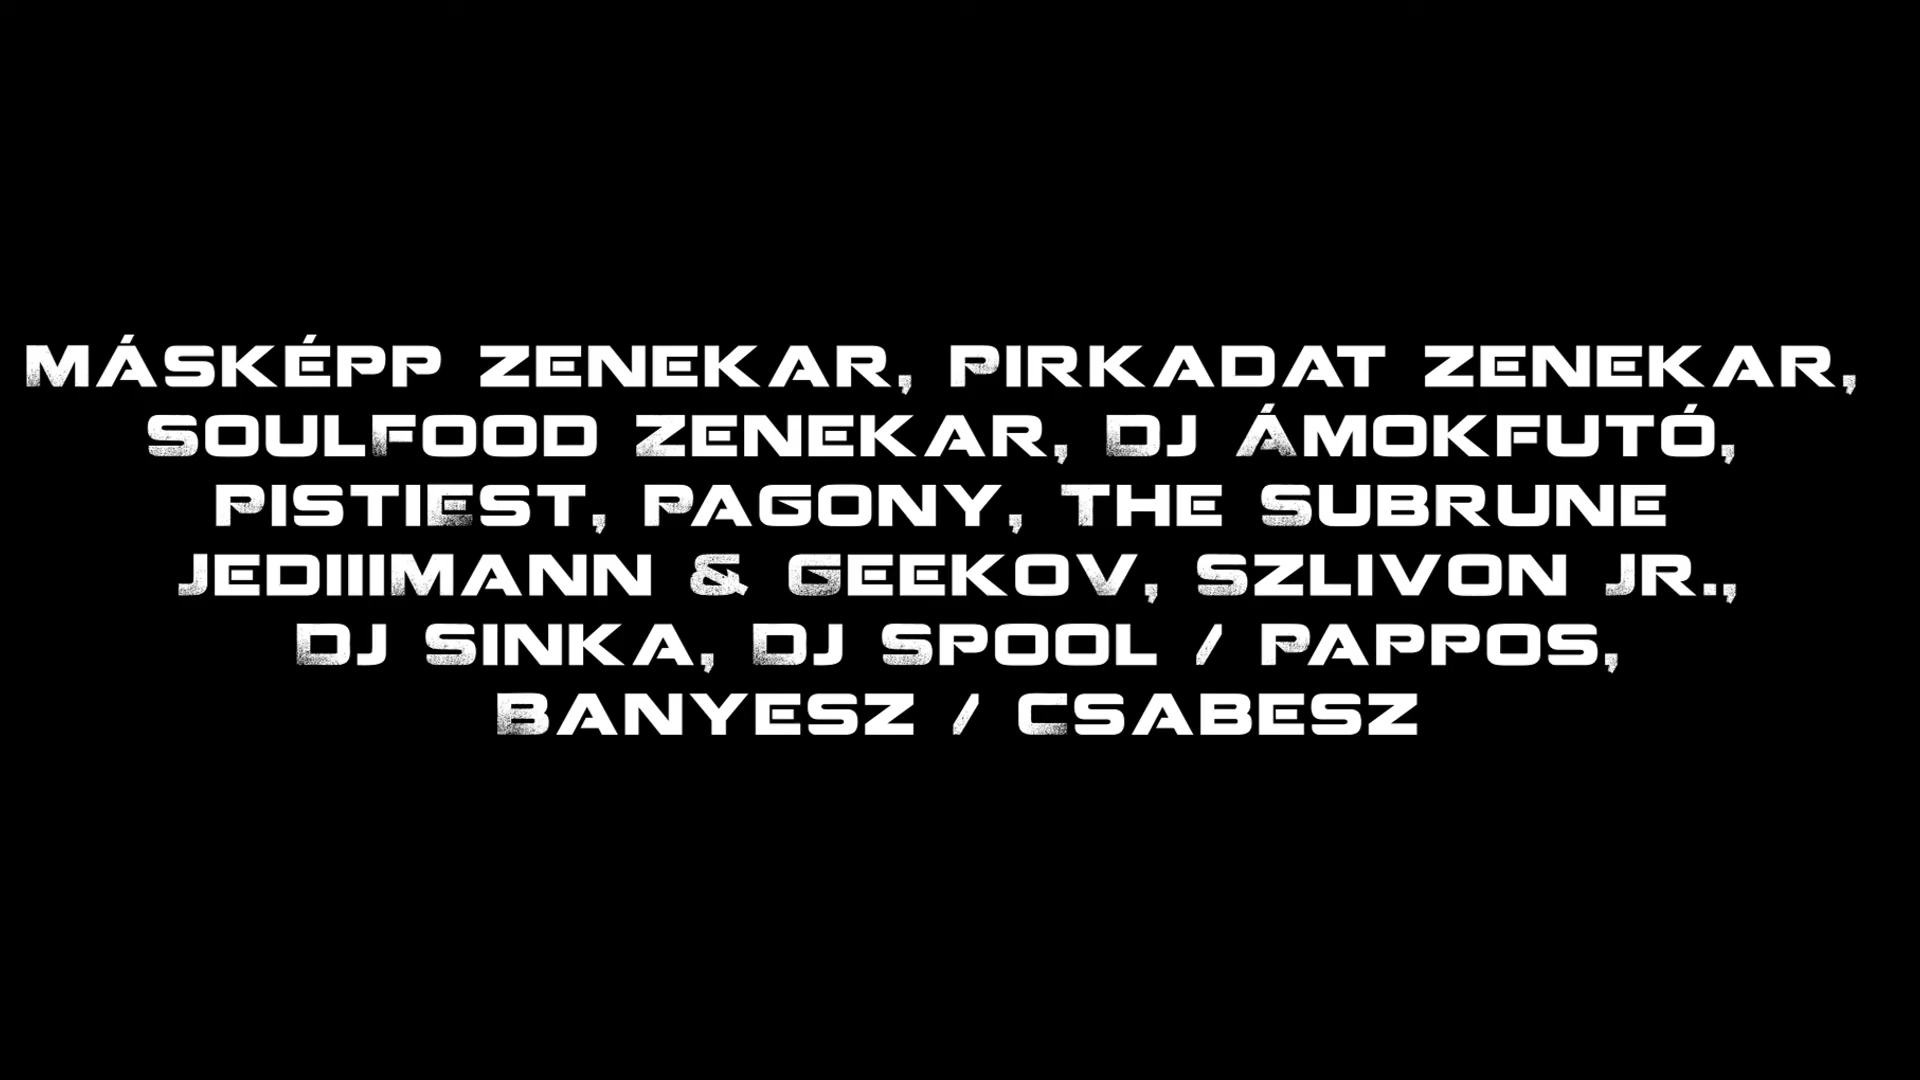 MÁSKÉPP ZENEKAR, PIRKADAT ZENEKAR,
SOULFOOD ZENEKAR, DJ ÁMOKFUTÓ,
PISTIEST, PAGONY, THE SUBRUNE
JEDIIIMANN & GEEKOV, SZLIVON JR.,
DJ SINKA, DJ SPOOL / PAPPOS,
BANYESZ / CSABESZ